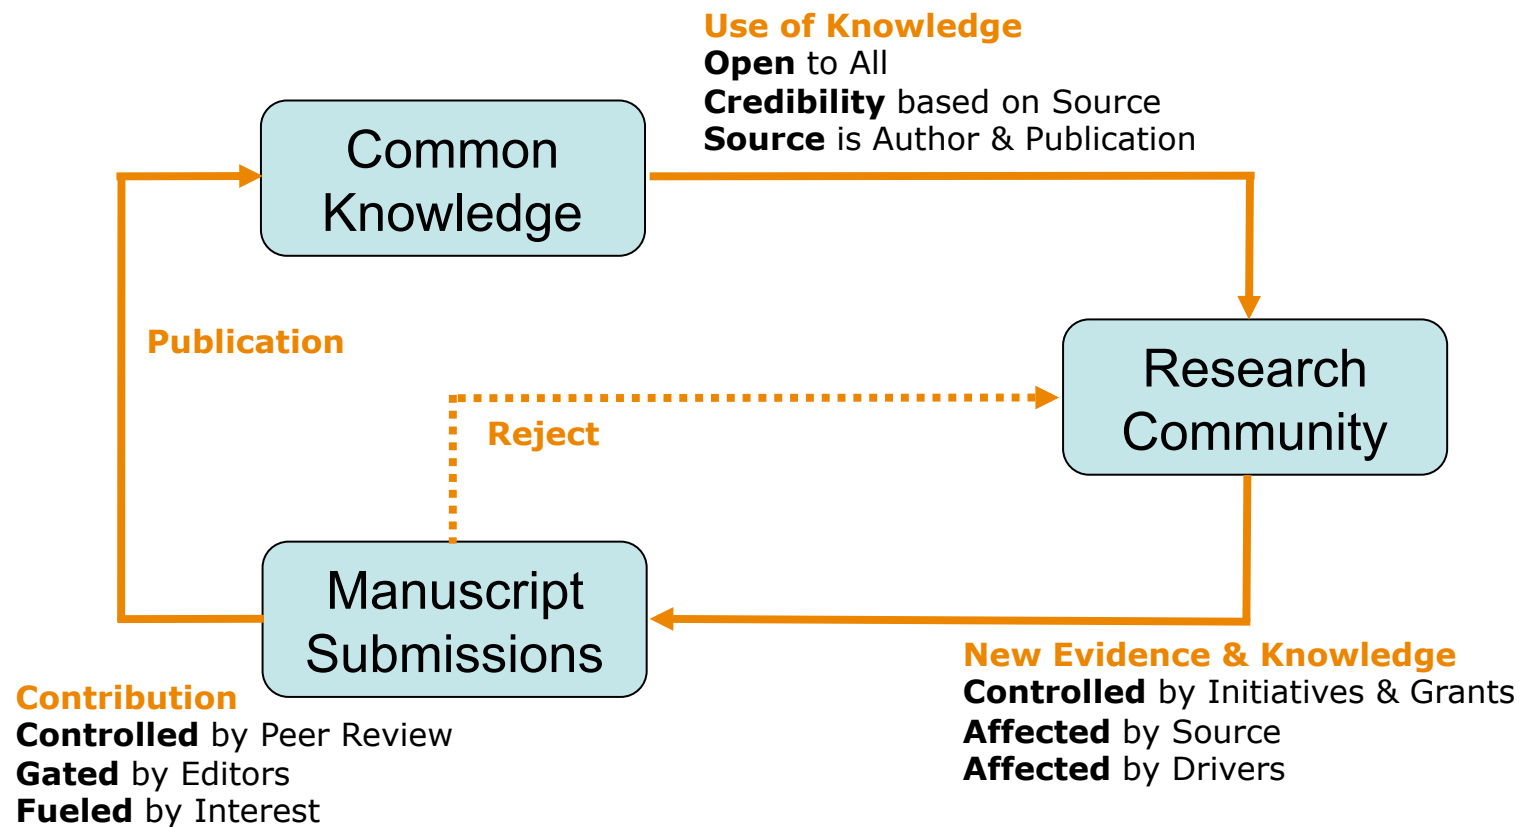 Use of Knowledge
Open to All
Credibility based on Source
Source is Author & Publication
Common
Knowledge
Publication
Research
Community
Reject
Manuscript
Submissions
New Evidence & Knowledge
Controlled by Initiatives & Grants
Affected by Source
Affected by Drivers
Contribution
Controlled by Peer Review
Gated by Editors
Fueled by Interest